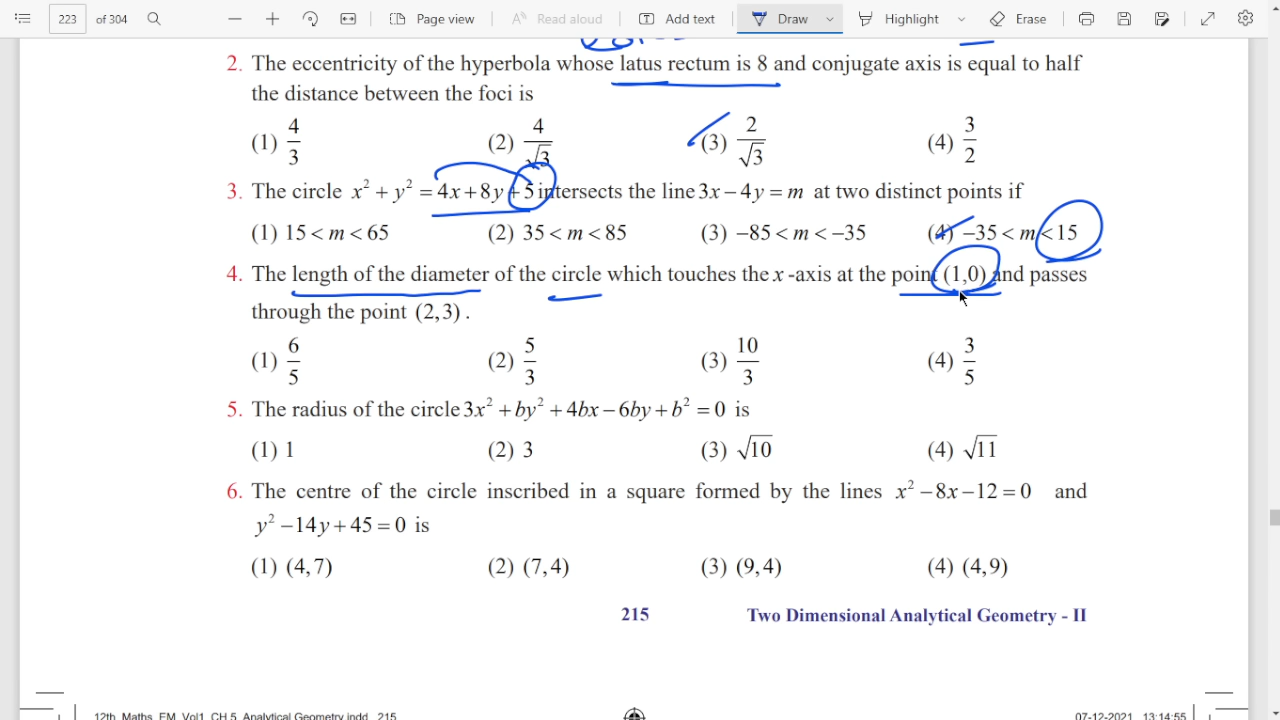 223 of 304 Page view Read aloud Add text Draw Highlight Erase
2. The eccentricity of the hyperbola whose latus rectum is 8 and conjugate axis is equal to half
the distance between the foci is
(1) 4/3 (2) 4/√3 (3) 2/√3 (4) 3/2
3. The circle x² + y² = 4x + 8y + 5 intersects the line 3x − 4y = m at two distinct points if
(1) 15 < m < 65 (2) 35 < m < 85 (3) −85 < m < −35 (4) −35 < m < 15
4. The length of the diameter of the circle which touches the x -axis at the point (1,0) and passes
through the point (2,3) .
(1) 6/5 (2) 5/3 (3) 10/3 (4) 3/5
5. The radius of the circle 3x² + by² + 4bx − 6by + b² = 0 is
(1) 1 (2) 3 (3) √10 (4) √11
6. The centre of the circle inscribed in a square formed by the lines x² − 8x − 12 = 0 and
y² − 14y + 45 = 0 is
(1) (4,7) (2) (7,4) (3) (9,4) (4) (4,9)
215 Two Dimensional Analytical Geometry - II
12th_Maths_EM_Vol1_CH 5_Analytical Geometry.indd 215 07-12-2021 13:14:55